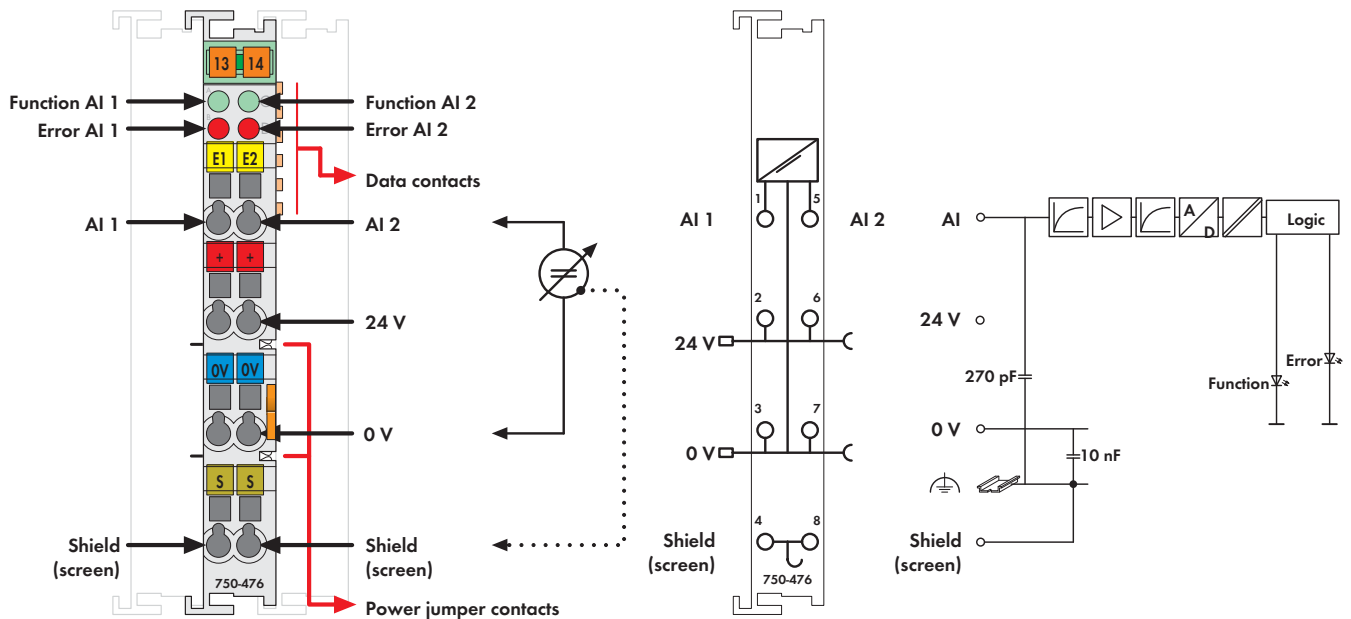 13 14
Function AI 1
Function AI 2
Error AI 1
Error AI 2
E1 E2
Data contacts
AI 1
AI 2
+ +
24 V
0V 0V
0 V
S S
Shield
(screen)
Shield
(screen)
750-476
Power jumper contacts
1
5
AI 1
AI 2
2
6
24 V
3
7
0 V
4
8
Shield
(screen)
750-476
AI
A
D
Logic
24 V
270 pF
Error
Function
0 V
10 nF
Shield
(screen)